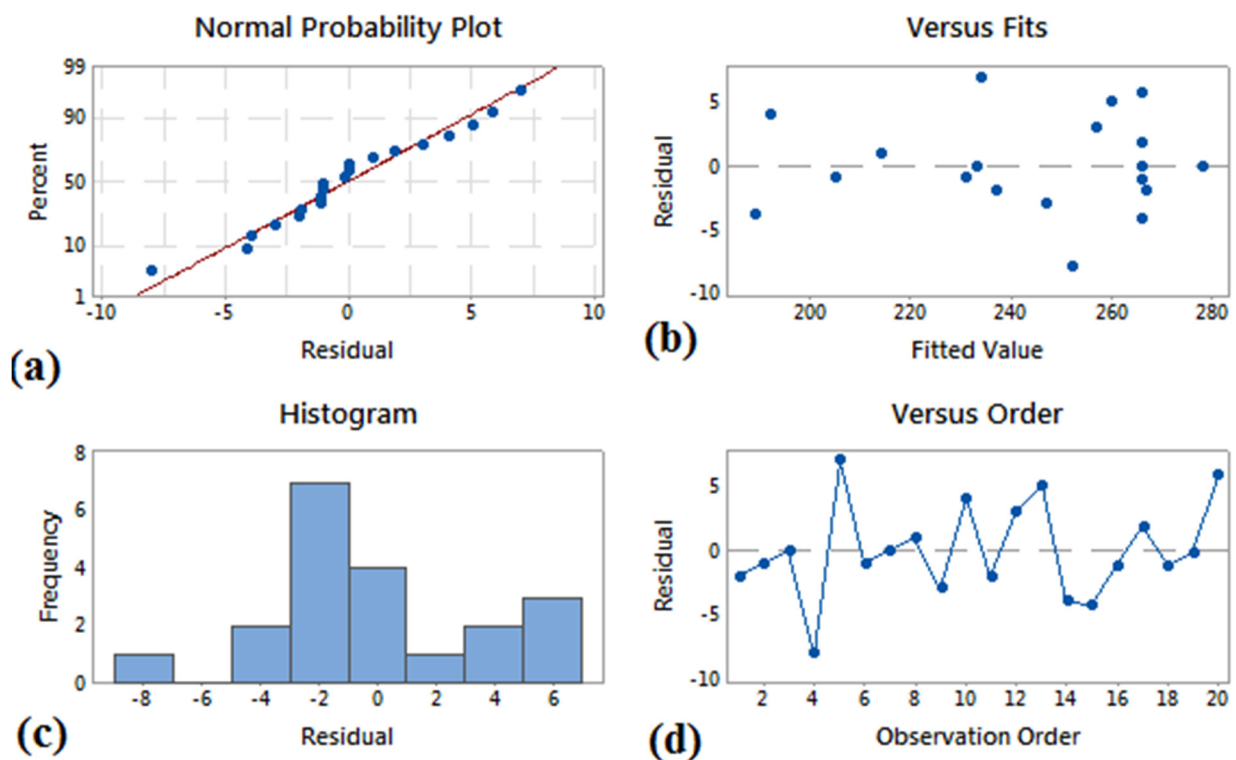 Normal Probability Plot
99
90
50
10
1
Percent
-10 -5 0 5 10
Residual
(a)
Versus Fits
5
0
-5
-10
Residual
200 220 240 260 280
Fitted Value
(b)
Histogram
8
6
4
2
0
Frequency
-8 -6 -4 -2 0 2 4 6
Residual
(c)
Versus Order
5
0
-5
-10
Residual
2 4 6 8 10 12 14 16 18 20
Observation Order
(d)